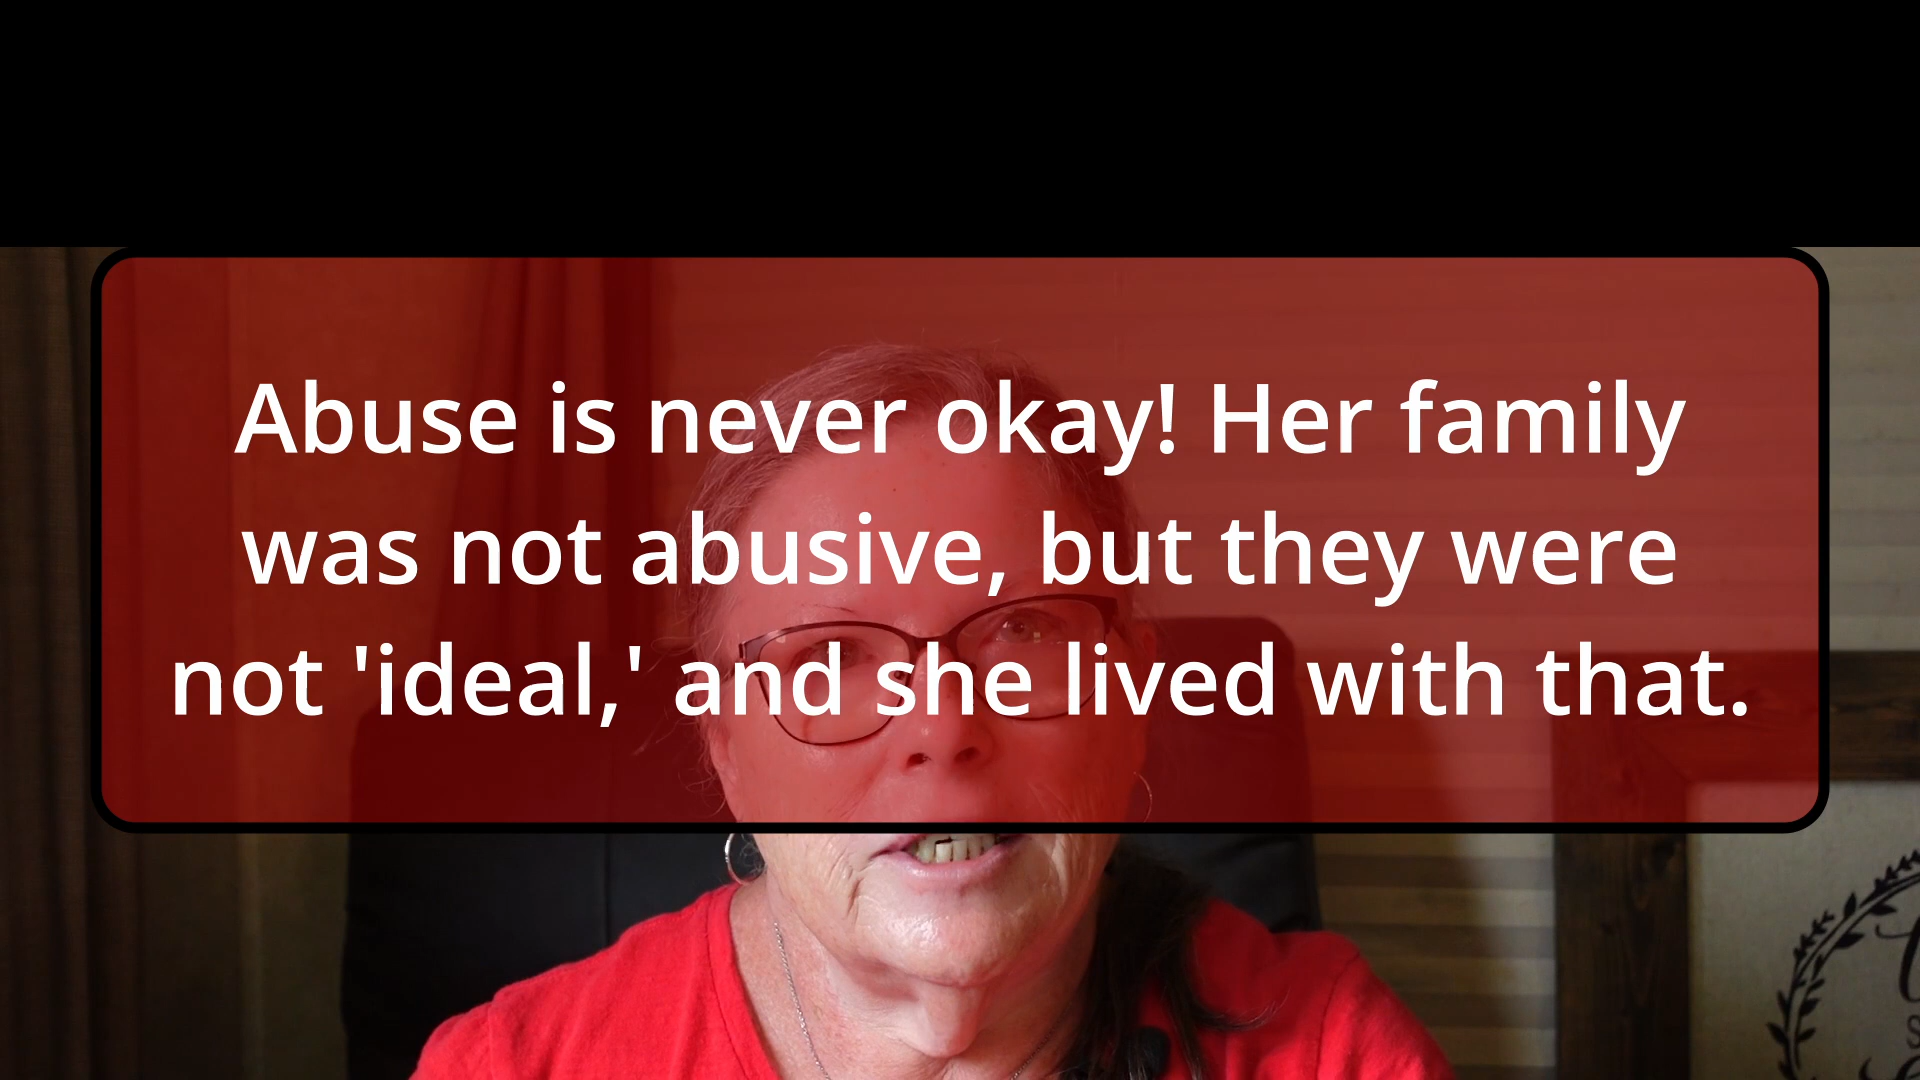 Abuse is never okay! Her family
was not abusive, but they were
not 'ideal,' and she lived with that.